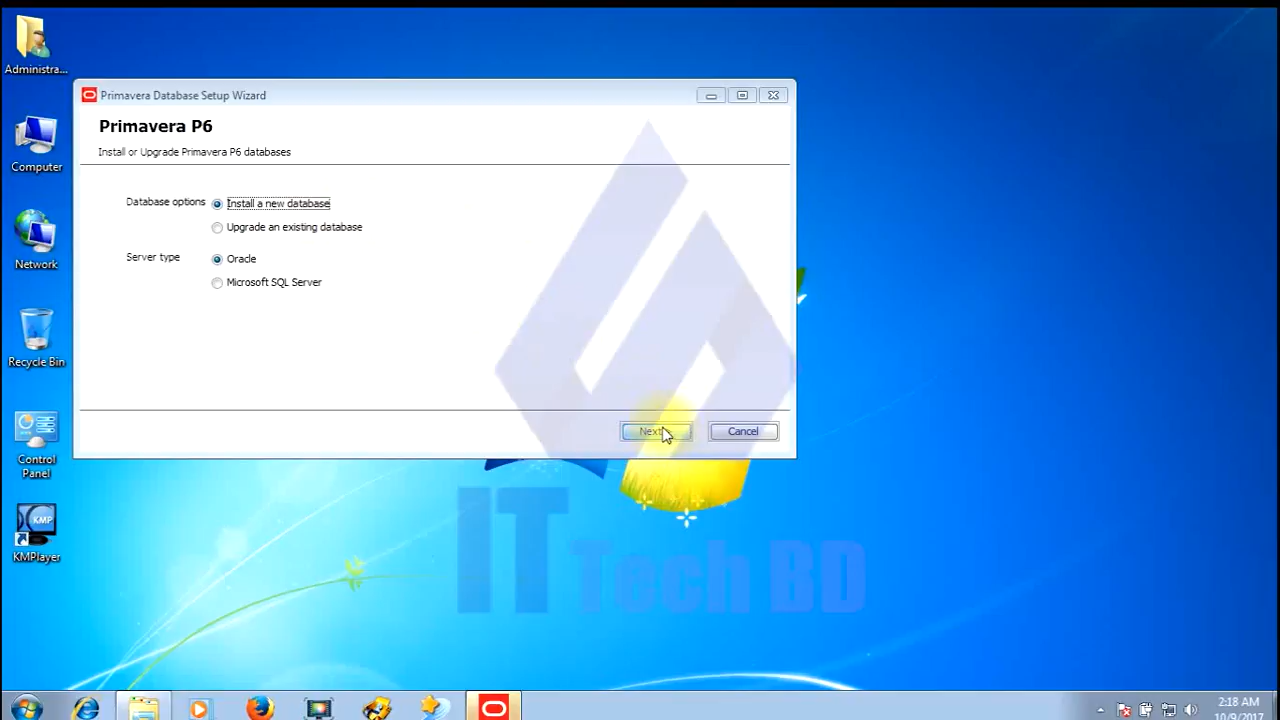 Administra...
Computer
Network
Recycle Bin
Control
Panel
KMPlayer
Primavera Database Setup Wizard
Primavera P6
Install or Upgrade Primavera P6 databases
Database options
Install a new database
Upgrade an existing database
Server type
Oracle
Microsoft SQL Server
Next
Cancel
KMP
IT Tech BD
2:18 AM
10/9/2017